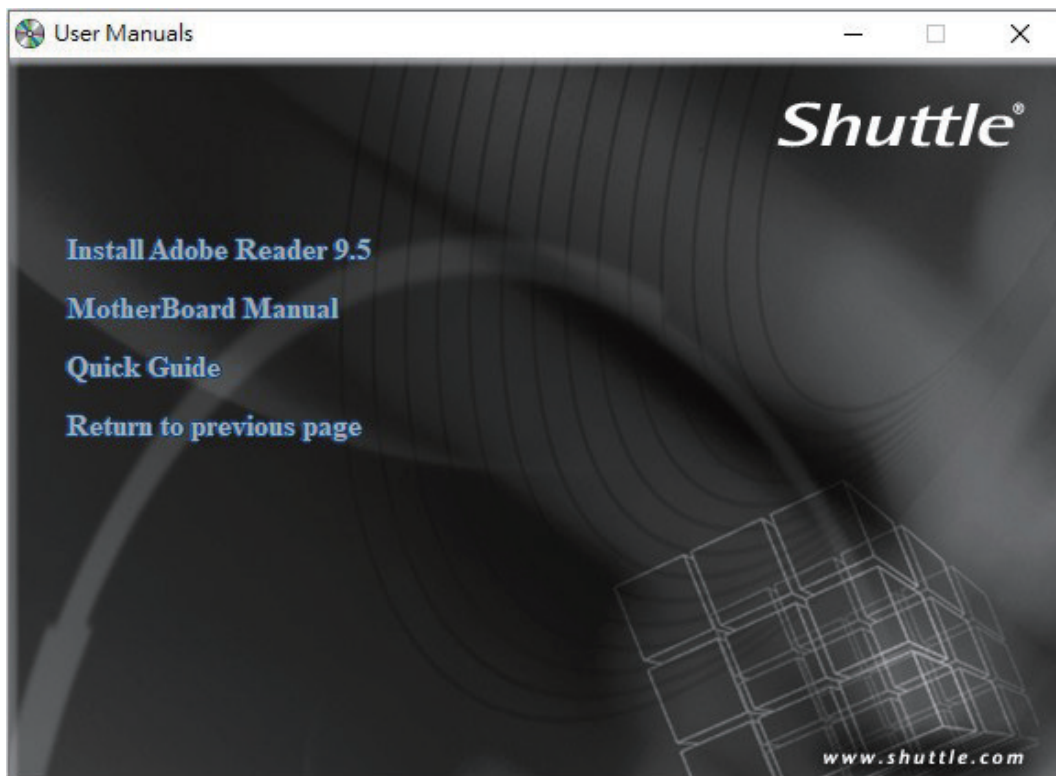 User Manuals
Shuttle®
Install Adobe Reader 9.5
MotherBoard Manual
Quick Guide
Return to previous page
www.shuttle.com